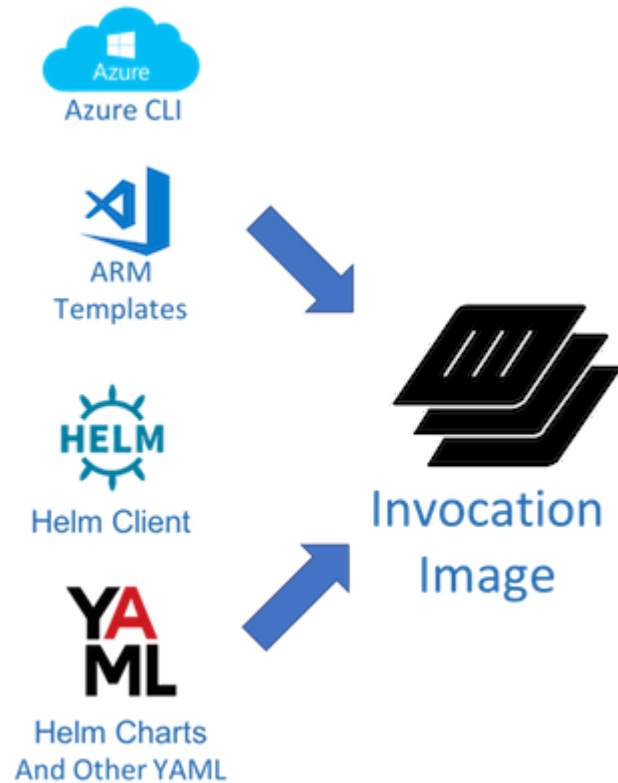 Azure
Azure CLI
ARM
Templates
HELM
Helm Client
YA
ML
Helm Charts
And Other YAML
Invocation
Image